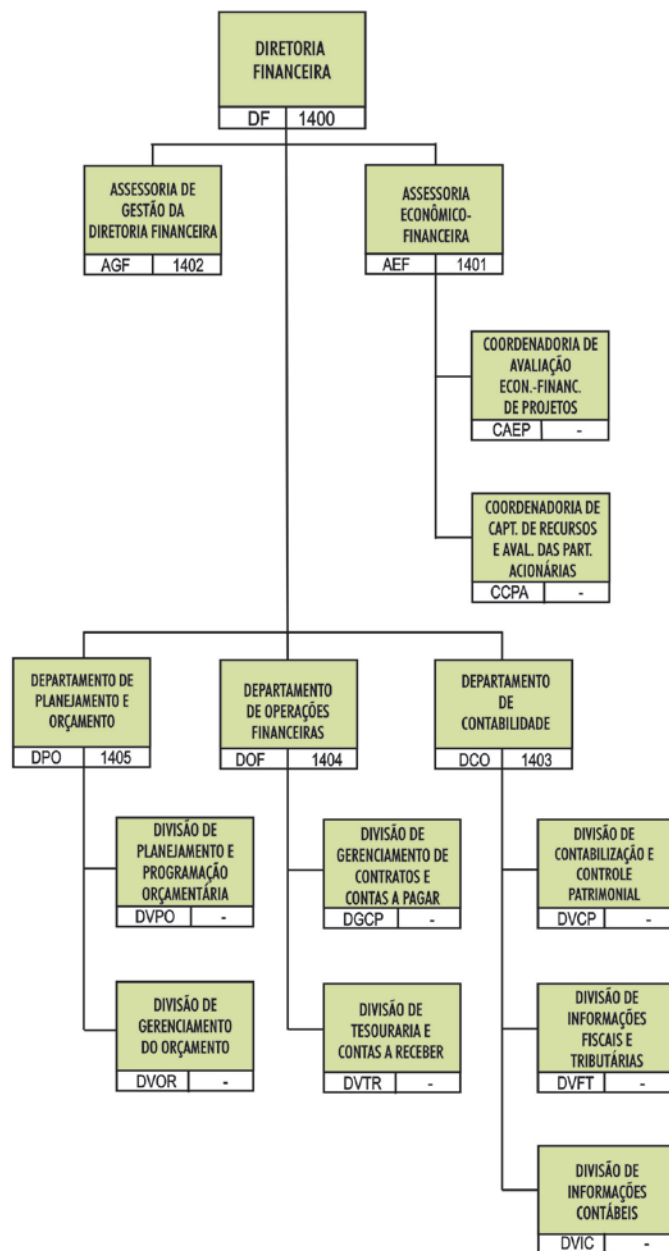 DIRETORIA
FINANCEIRA
DF 1400
ASSESSORIA DE
GESTÃO DA
DIRETORIA FINANCEIRA
AGF 1402
ASSESSORIA
ECONÔMICO-
FINANCEIRA
AEF 1401
COORDENADORIA DE
AVALIAÇÃO
ECON.-FINANC.
DE PROJETOS
CAEP -
COORDENADORIA DE
CAPT. DE RECURSOS
E AVAL. DAS PART.
ACIONÁRIAS
CCPA -
DEPARTAMENTO DE
PLANEJAMENTO E
ORÇAMENTO
DPO 1405
DEPARTAMENTO
DE OPERAÇÕES
FINANCEIRAS
DOF 1404
DEPARTAMENTO
DE
CONTABILIDADE
DCO 1403
DIVISÃO DE
PLANEJAMENTO E
PROGRAMAÇÃO
ORÇAMENTÁRIA
DVPO -
DIVISÃO DE
GERENCIAMENTO DE
CONTRATOS E
CONTAS A PAGAR
DGCP -
DIVISÃO DE
CONTABILIZAÇÃO E
CONTROLE
PATRIMONIAL
DVCP -
DIVISÃO DE
GERENCIAMENTO
DO ORÇAMENTO
DVOR -
DIVISÃO DE
TESOURARIA E
CONTAS A RECEBER
DVTR -
DIVISÃO DE
INFORMAÇÕES
FISCAIS E
TRIBUTÁRIAS
DVFT -
DIVISÃO DE
INFORMAÇÕES
CONTÁBEIS
DVIC -